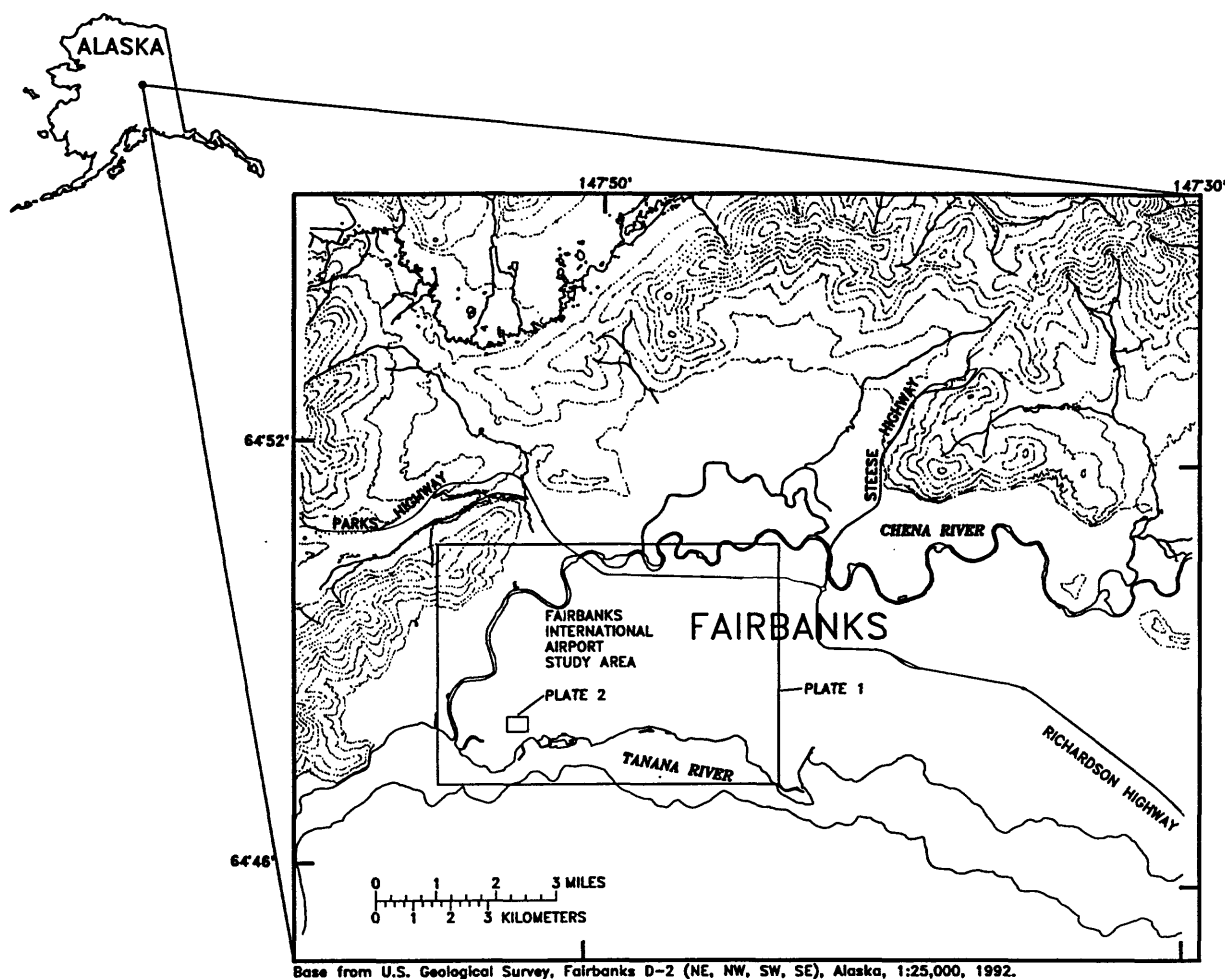 ALASKA
147°50'
147°30'
64°52'
STEESE HIGHWAY
PARKS HIGHWAY
CHENA RIVER
FAIRBANKS
INTERNATIONAL
AIRPORT
STUDY AREA
FAIRBANKS
PLATE 2
PLATE 1
TANANA RIVER
RICHARDSON HIGHWAY
64°46'
0 1 2 3 MILES
0 1 2 3 KILOMETERS
Base from U.S. Geological Survey, Fairbanks D-2 (NE, NW, SW, SE), Alaska, 1:25,000, 1992.